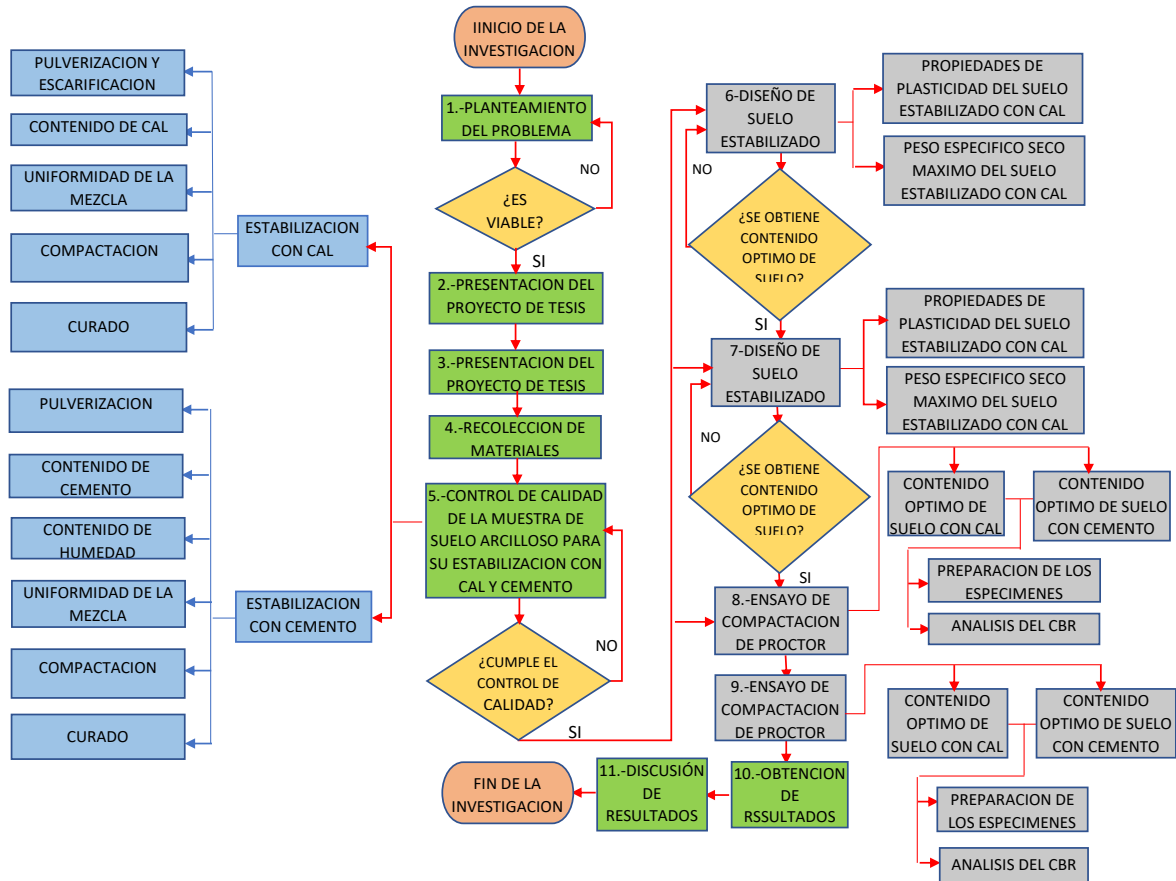 IINICIO DE LA
INVESTIGACION
1.-PLANTEAMIENTO
DEL PROBLEMA
NO
¿ES
VIABLE?
SI
2.-PRESENTACION DEL
PROYECTO DE TESIS
3.-PRESENTACION DEL
PROYECTO DE TESIS
4.-RECOLECCION DE
MATERIALES
5.-CONTROL DE CALIDAD
DE LA MUESTRA DE
SUELO ARCILLOSO PARA
SU ESTABILIZACION CON
CAL Y CEMENTO
NO
¿CUMPLE EL
CONTROL DE
CALIDAD?
SI
ESTABILIZACION
CON CAL
PULVERIZACION Y
ESCARIFICACION
CONTENIDO DE CAL
UNIFORMIDAD DE LA
MEZCLA
COMPACTACION
CURADO
ESTABILIZACION
CON CEMENTO
PULVERIZACION
CONTENIDO DE
CEMENTO
CONTENIDO DE
HUMEDAD
UNIFORMIDAD DE LA
MEZCLA
COMPACTACION
CURADO
6-DISEÑO DE
SUELO
ESTABILIZADO
PROPIEDADES DE
PLASTICIDAD DEL SUELO
ESTABILIZADO CON CAL
PESO ESPECIFICO SECO
MAXIMO DEL SUELO
ESTABILIZADO CON CAL
NO
¿SE OBTIENE
CONTENIDO
OPTIMO DE
SUELO?
SI
7-DISEÑO DE
SUELO
ESTABILIZADO
PROPIEDADES DE
PLASTICIDAD DEL SUELO
ESTABILIZADO CON CAL
PESO ESPECIFICO SECO
MAXIMO DEL SUELO
ESTABILIZADO CON CAL
NO
¿SE OBTIENE
CONTENIDO
OPTIMO DE
SUELO?
SI
8.-ENSAYO DE
COMPACTACION
DE PROCTOR
CONTENIDO
OPTIMO DE
SUELO CON CAL
CONTENIDO
OPTIMO DE SUELO
CON CEMENTO
PREPARACION DE LOS
ESPECIMENES
ANALISIS DEL CBR
9.-ENSAYO DE
COMPACTACION
DE PROCTOR
CONTENIDO
OPTIMO DE
SUELO CON CAL
CONTENIDO
OPTIMO DE SUELO
CON CEMENTO
PREPARACION DE
LOS ESPECIMENES
ANALISIS DEL CBR
10.-OBTENCION
DE
RSSULTADOS
11.-DISCUSIÓN
DE
RESULTADOS
FIN DE LA
INVESTIGACION